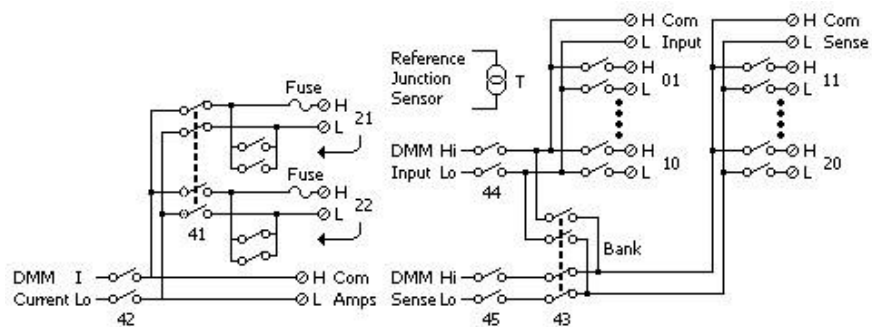 H Com
L Input
H
01
L
H
10
L
H Com
L Sense
H
11
L
H
20
L
Reference
Junction
Sensor
T
Fuse
H
21
L
Fuse
H
22
L
41
DMM Hi
Input Lo
44
Bank
DMM I
Current Lo
42
H Com
L Amps
DMM Hi
Sense Lo
45
43